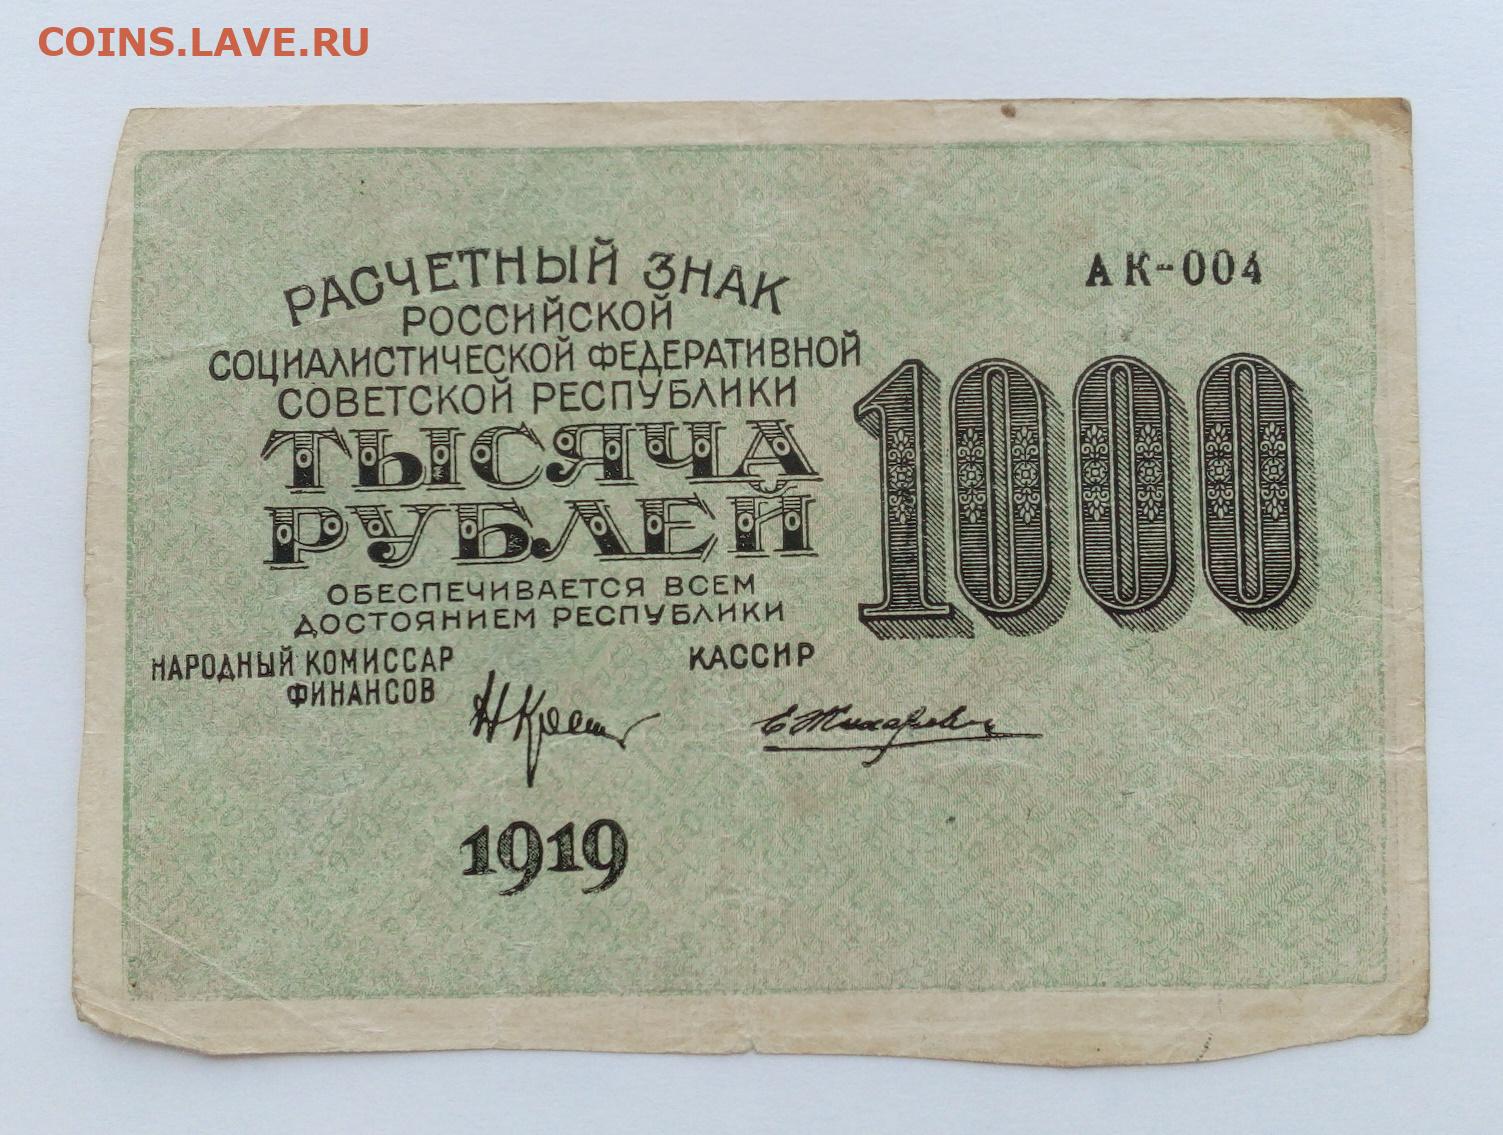 COINS.LAVE.RU
РАСЧЕТНЫЙ ЗНАК
РОССИЙСКОЙ
СОЦИАЛИСТИЧЕСКОЙ ФЕДЕРАТИВНОЙ
СОВЕТСКОЙ РЕСПУБЛИКИ
ТЫСЯЧА
РУБЛЕЙ
ОБЕСПЕЧИВАЕТСЯ ВСЕМ
ДОСТОЯНИЕМ РЕСПУБЛИКИ
НАРОДНЫЙ КОМИССАР
ФИНАНСОВ
КАССИР
1919
АК-004
1000